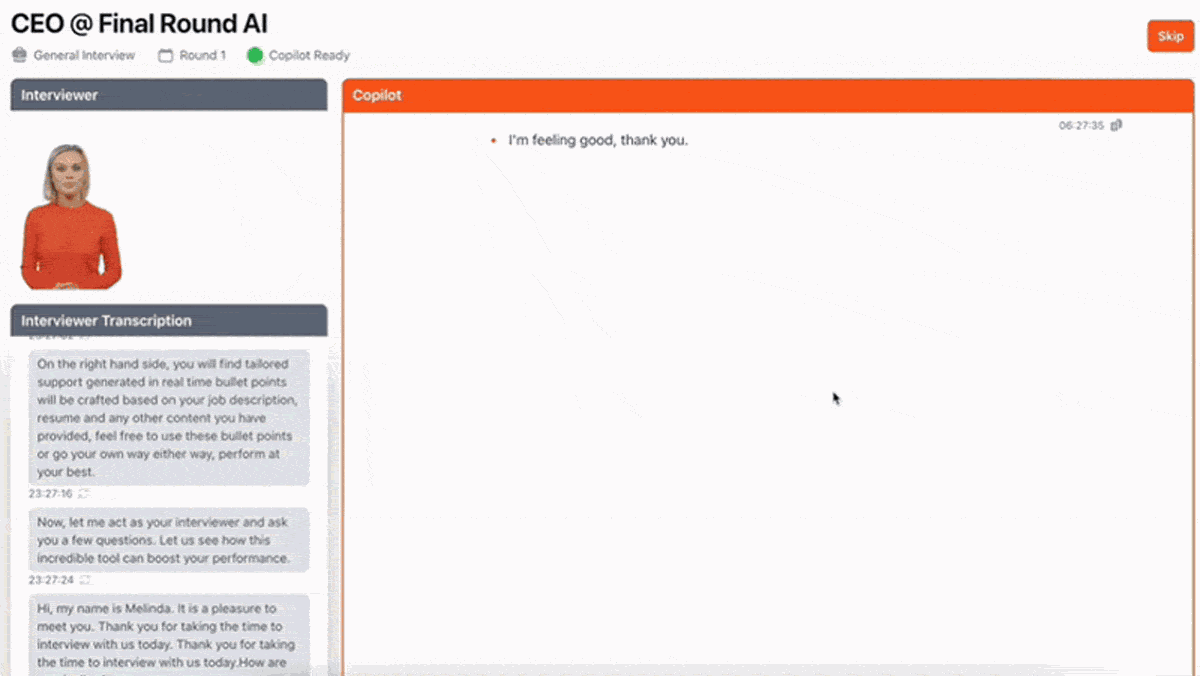 CEO @ Final Round AI
General Interview
Round 1
Copilot Ready
Skip
Interviewer
Copilot
06:27:35
I'm feeling good, thank you.
Interviewer Transcription
On the right hand side, you will find tailored
support generated in real time bullet points
will be crafted based on your job description,
resume and any other content you have
provided, feel free to use these bullet points
or go your own way either way, perform at
your best.
23:27:16
Now, let me act as your interviewer and ask
you a few questions. Let us see how this
incredible tool can boost your performance.
23:27:24
Hi, my name is Melinda. It is a pleasure to
meet you. Thank you for taking the time to
interview with us today. Thank you for taking
the time to interview with us today.How are